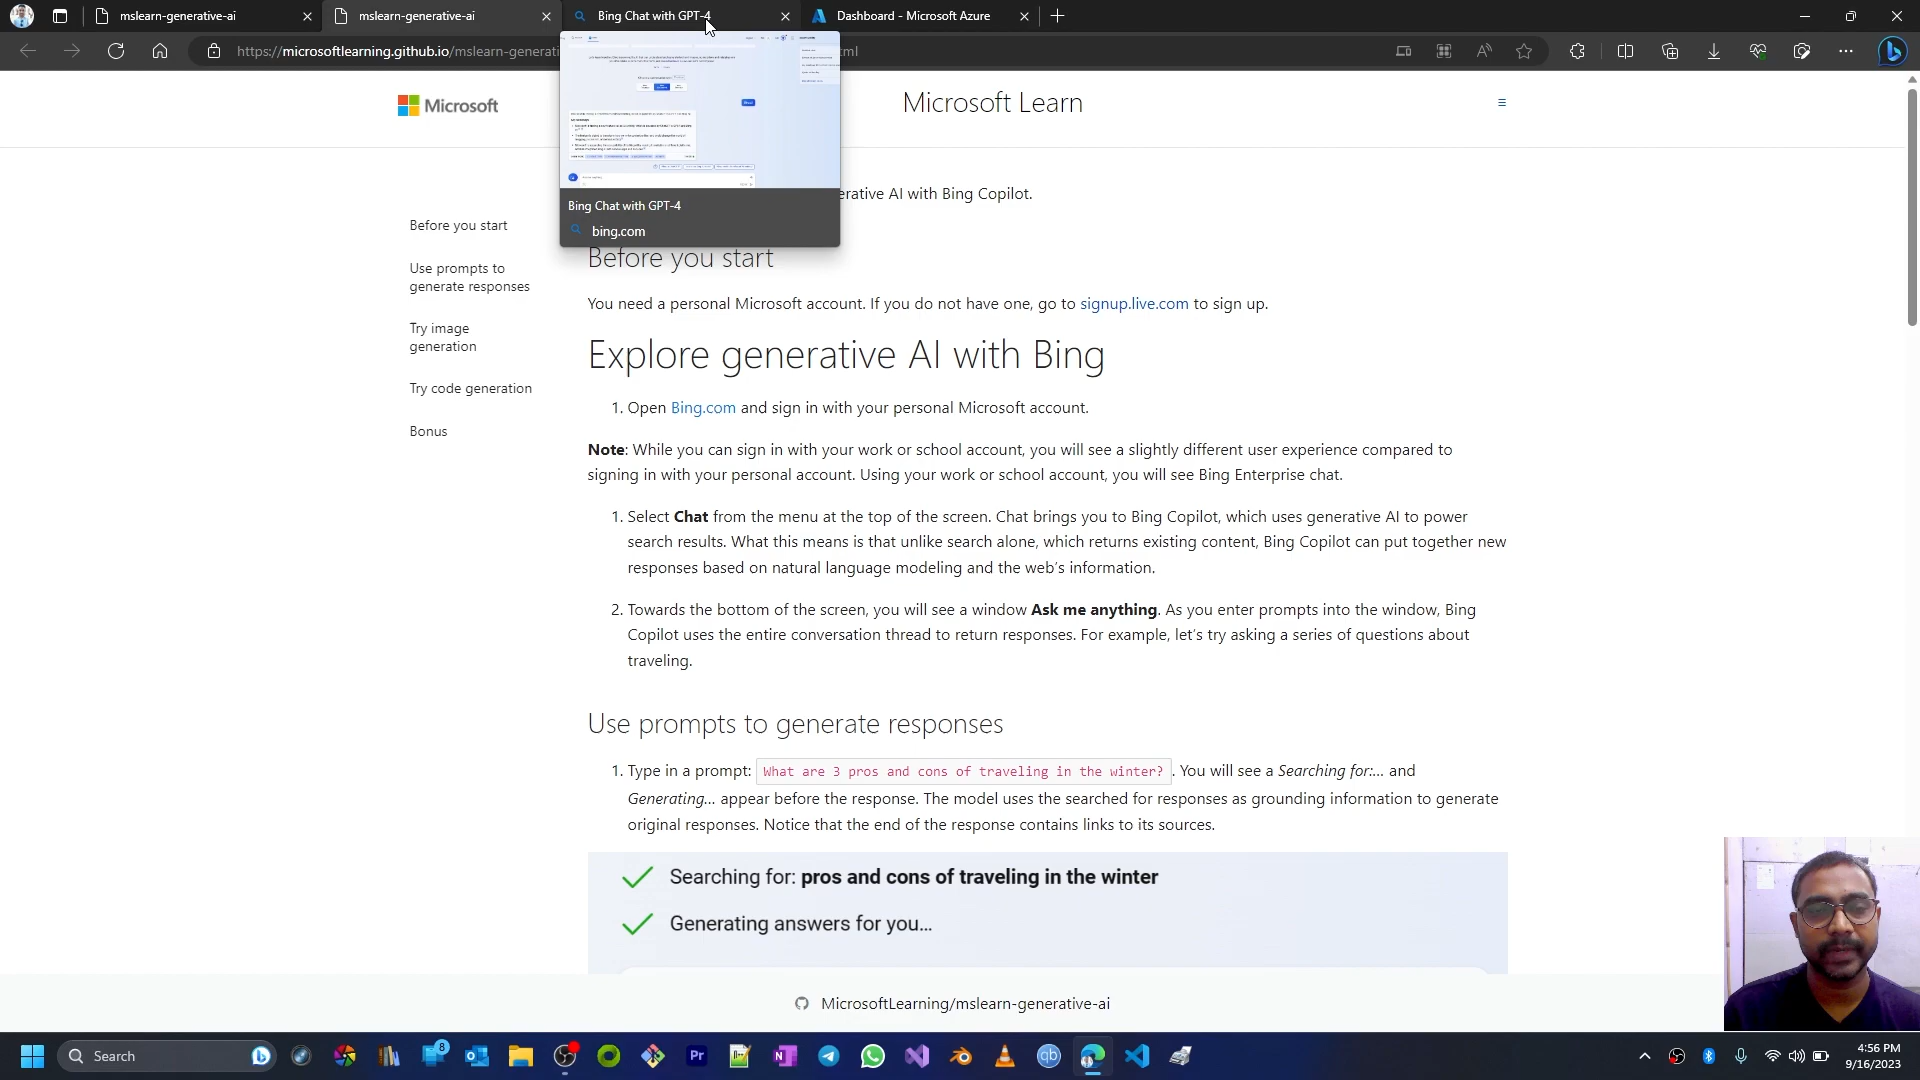 mslearn-generative-ai
mslearn-generative-ai
Bing Chat with GPT-4
Dashboard - Microsoft Azure
https://microsoftlearning.github.io/mslearn-generati
ml
Microsoft
Microsoft Learn
Bing Chat with GPT-4
bing.com
erative AI with Bing Copilot.
Before you start
Use prompts to
generate responses
Try image
generation
Try code generation
Bonus
Before you start
You need a personal Microsoft account. If you do not have one, go to signup.live.com to sign up.
Explore generative AI with Bing
1. Open Bing.com and sign in with your personal Microsoft account.
Note: While you can sign in with your work or school account, you will see a slightly different user experience compared to
signing in with your personal account. Using your work or school account, you will see Bing Enterprise chat.
1. Select Chat from the menu at the top of the screen. Chat brings you to Bing Copilot, which uses generative AI to power
search results. What this means is that unlike search alone, which returns existing content, Bing Copilot can put together new
responses based on natural language modeling and the web's information.
2. Towards the bottom of the screen, you will see a window Ask me anything. As you enter prompts into the window, Bing
Copilot uses the entire conversation thread to return responses. For example, let's try asking a series of questions about
traveling.
Use prompts to generate responses
1. Type in a prompt: What are 3 pros and cons of traveling in the winter? . You will see a Searching for:... and
Generating... appear before the response. The model uses the searched for responses as grounding information to generate
original responses. Notice that the end of the response contains links to its sources.
Searching for: pros and cons of traveling in the winter
Generating answers for you...
MicrosoftLearning/mslearn-generative-ai
Search
8
Pr
N
qb
4:56 PM
9/16/2023